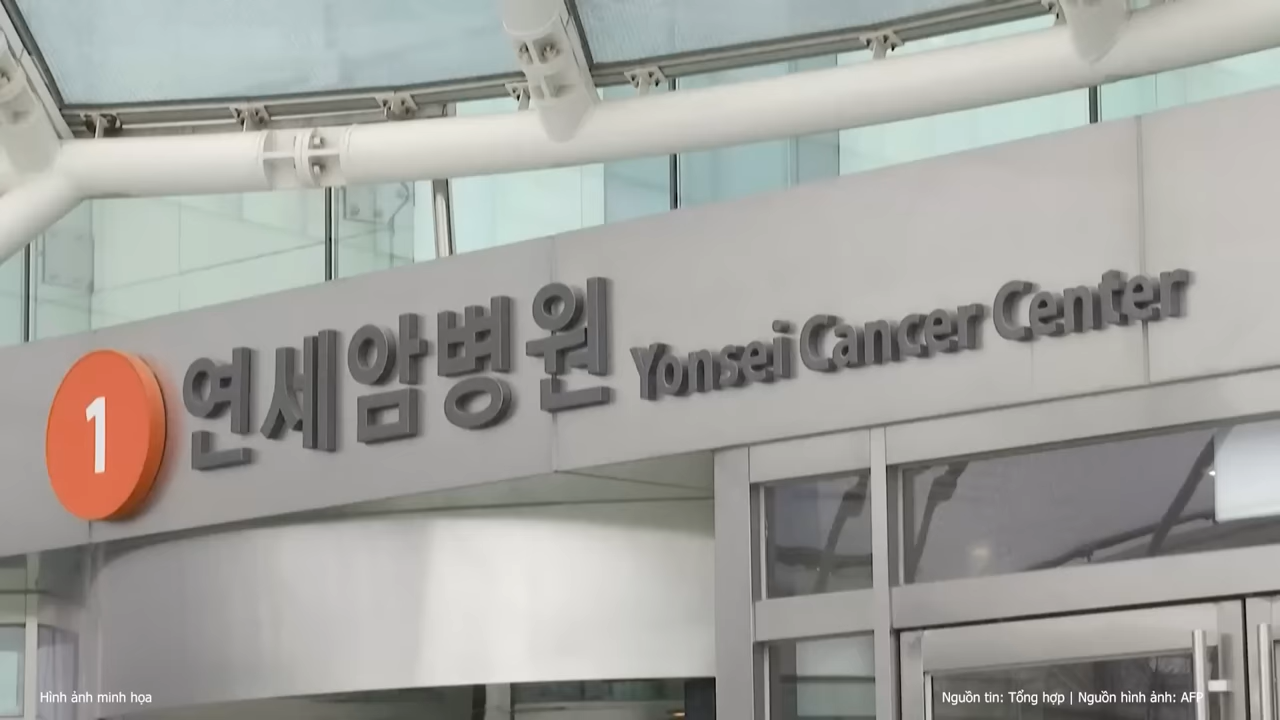 1 연세암병원 Yonsei Cancer Center
Hình ảnh minh họa
Nguồn tin: Tổng hợp | Nguồn hình ảnh: AFP